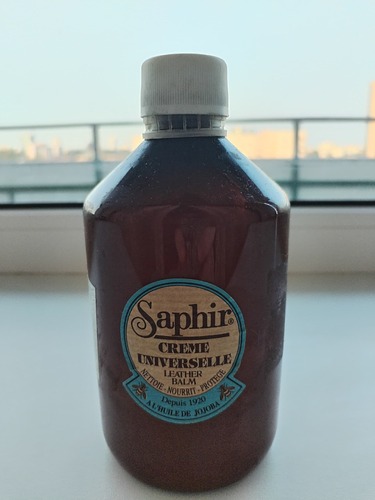 Saphir®
CREME
UNIVERSELLE
LEATHER
BALM
NETTOIE - NOURRIT - PROTEGE
Depuis 1920
A L'HUILE DE JOJOBA